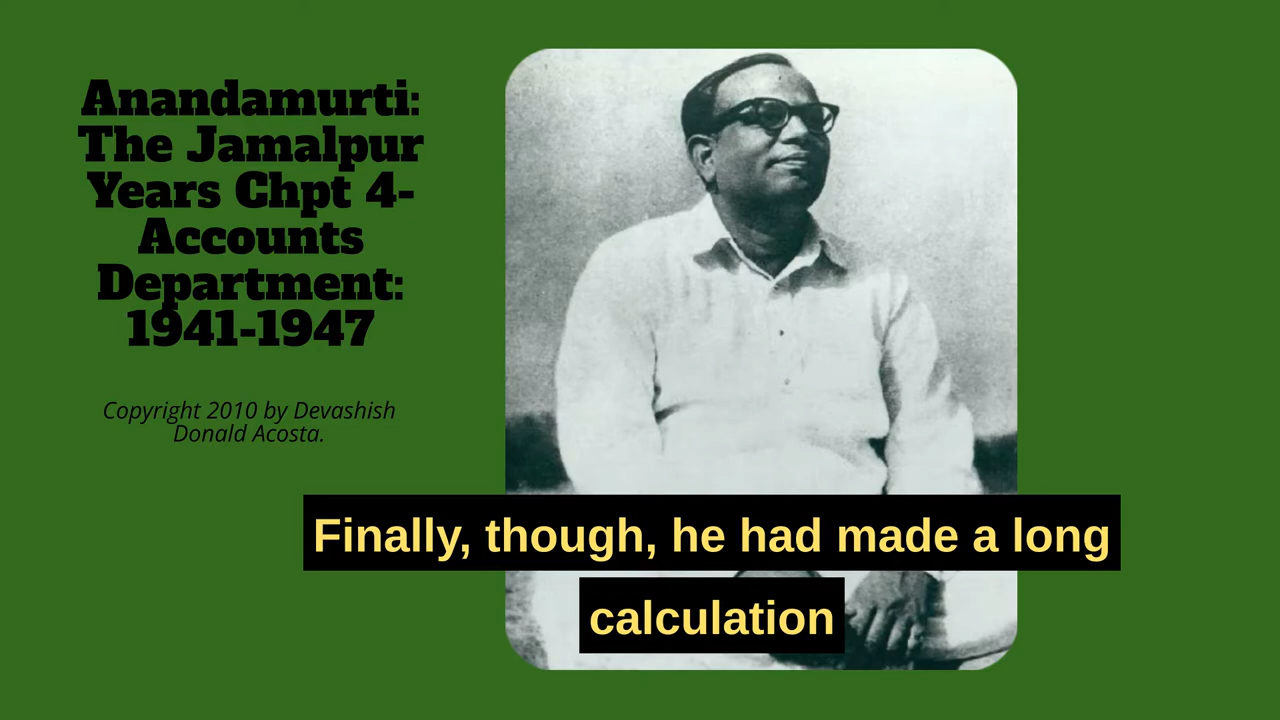 Anandamurti:
The Jamalpur
Years Chpt 4-
Accounts
Department:
1941-1947
Copyright 2010 by Devashish
Donald Acosta.
Finally, though, he had made a long
calculation